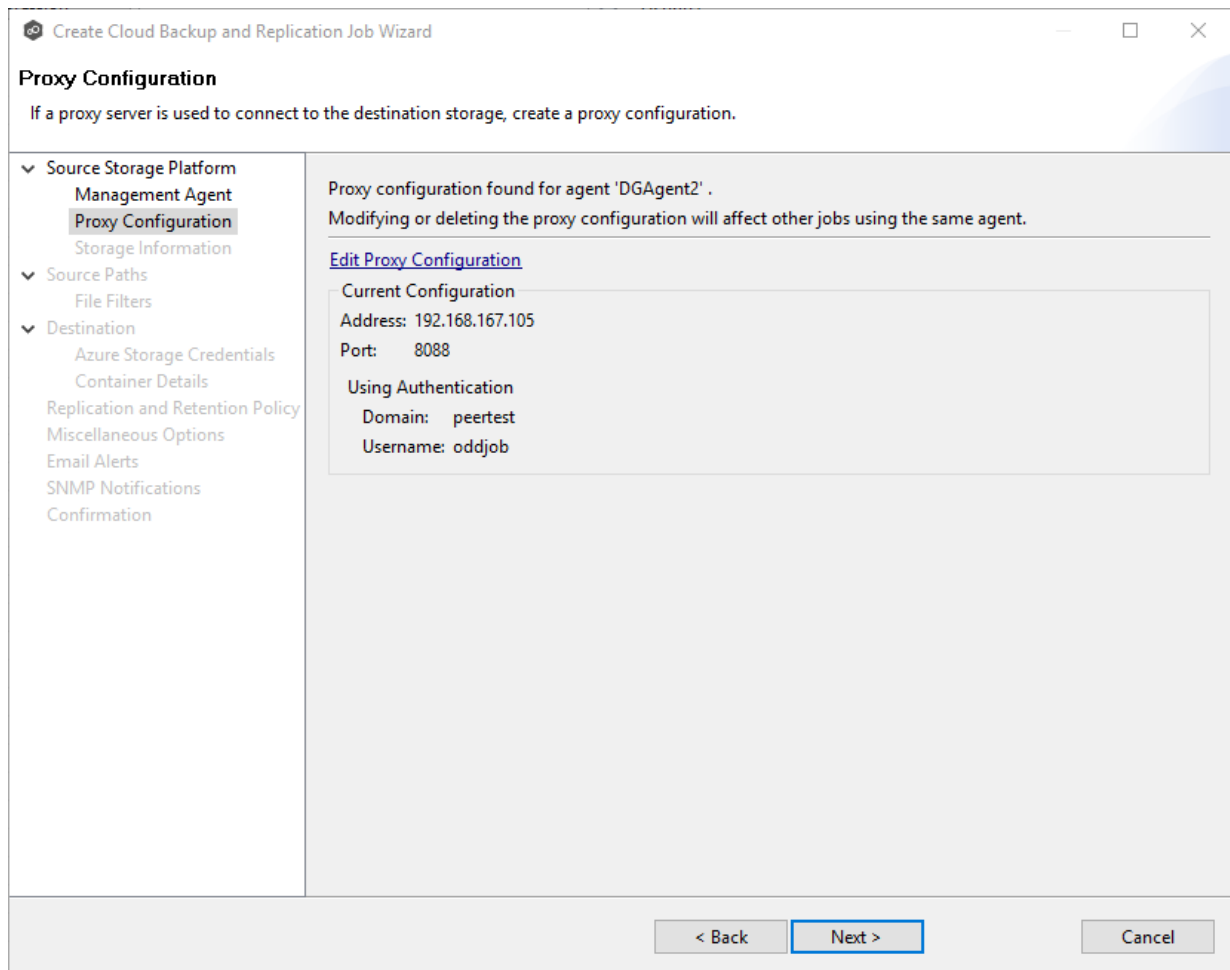 Create Cloud Backup and Replication Job Wizard
Proxy Configuration
If a proxy server is used to connect to the destination storage, create a proxy configuration.
Source Storage Platform
Management Agent
Proxy Configuration
Storage Information
Source Paths
File Filters
Destination
Azure Storage Credentials
Container Details
Replication and Retention Policy
Miscellaneous Options
Email Alerts
SNMP Notifications
Confirmation
Proxy configuration found for agent 'DGAgent2' .
Modifying or deleting the proxy configuration will affect other jobs using the same agent.
Edit Proxy Configuration
Current Configuration
Address: 192.168.167.105
Port: 8088
Using Authentication
Domain: peertest
Username: oddjob
< Back Next > Cancel